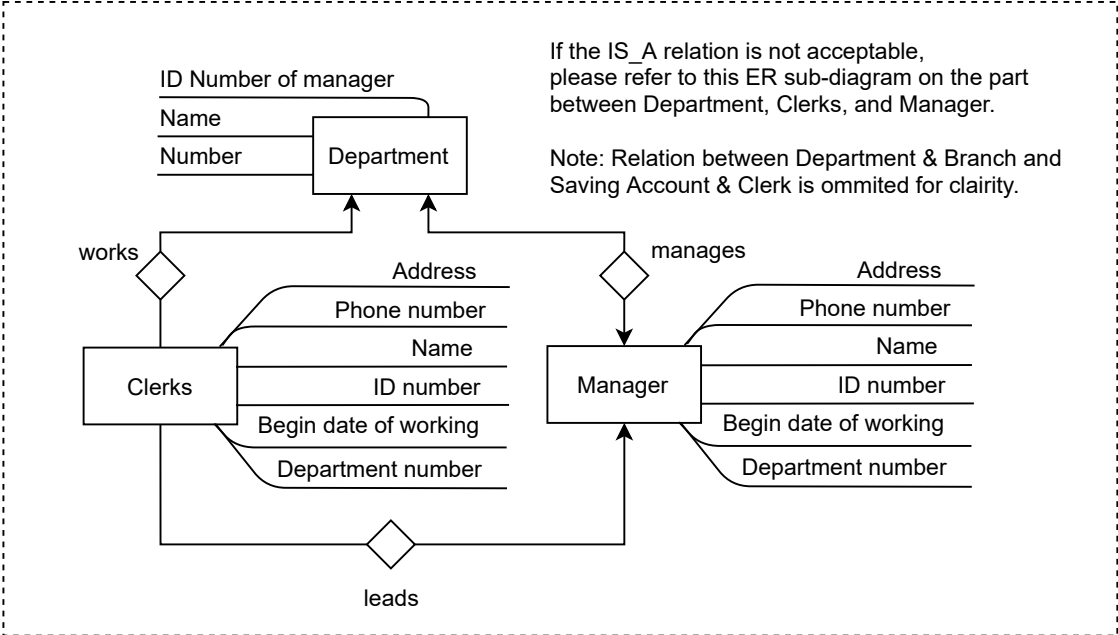 If the IS_A relation is not acceptable,
please refer to this ER sub-diagram on the part
between Department, Clerks, and Manager.
Note: Relation between Department & Branch and
Saving Account & Clerk is ommited for clairity.
ID Number of manager
Name
Number
Department
works
manages
Address
Phone number
Name
ID number
Begin date of working
Department number
Clerks
Address
Phone number
Name
ID number
Begin date of working
Department number
Manager
leads